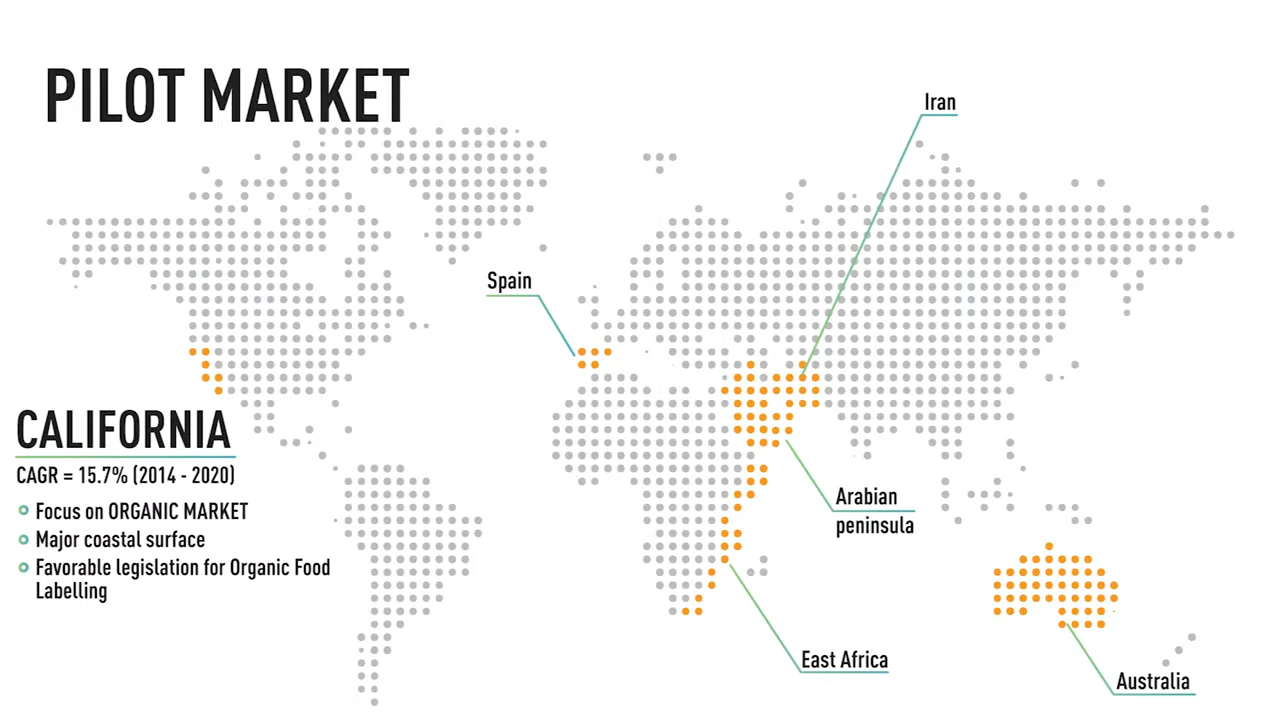 PILOT MARKET
Iran
Spain
CALIFORNIA
CAGR = 15.7% (2014 - 2020)
Focus on ORGANIC MARKET
Major coastal surface
Favorable legislation for Organic Food
Labelling
Arabian
peninsula
East Africa
Australia